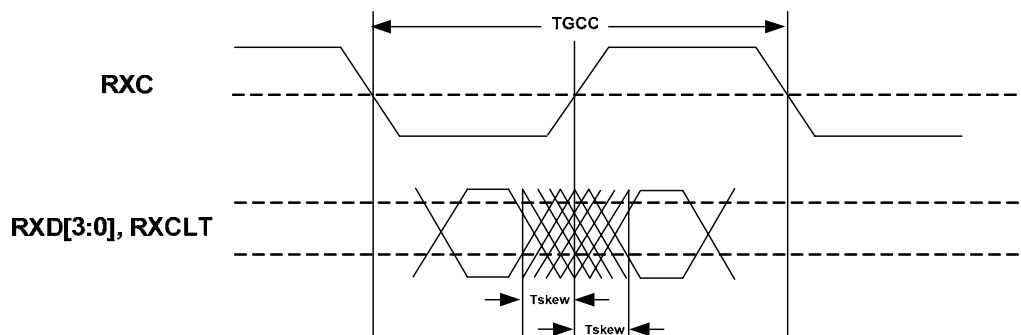 TGCC
RXC
RXD[3:0], RXCLT
Tskew
Tskew